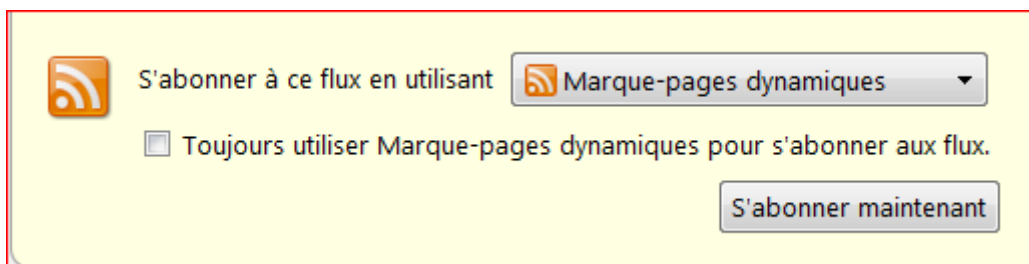 S'abonner à ce flux en utilisant Marque-pages dynamiques
Toujours utiliser Marque-pages dynamiques pour s'abonner aux flux.
S'abonner maintenant